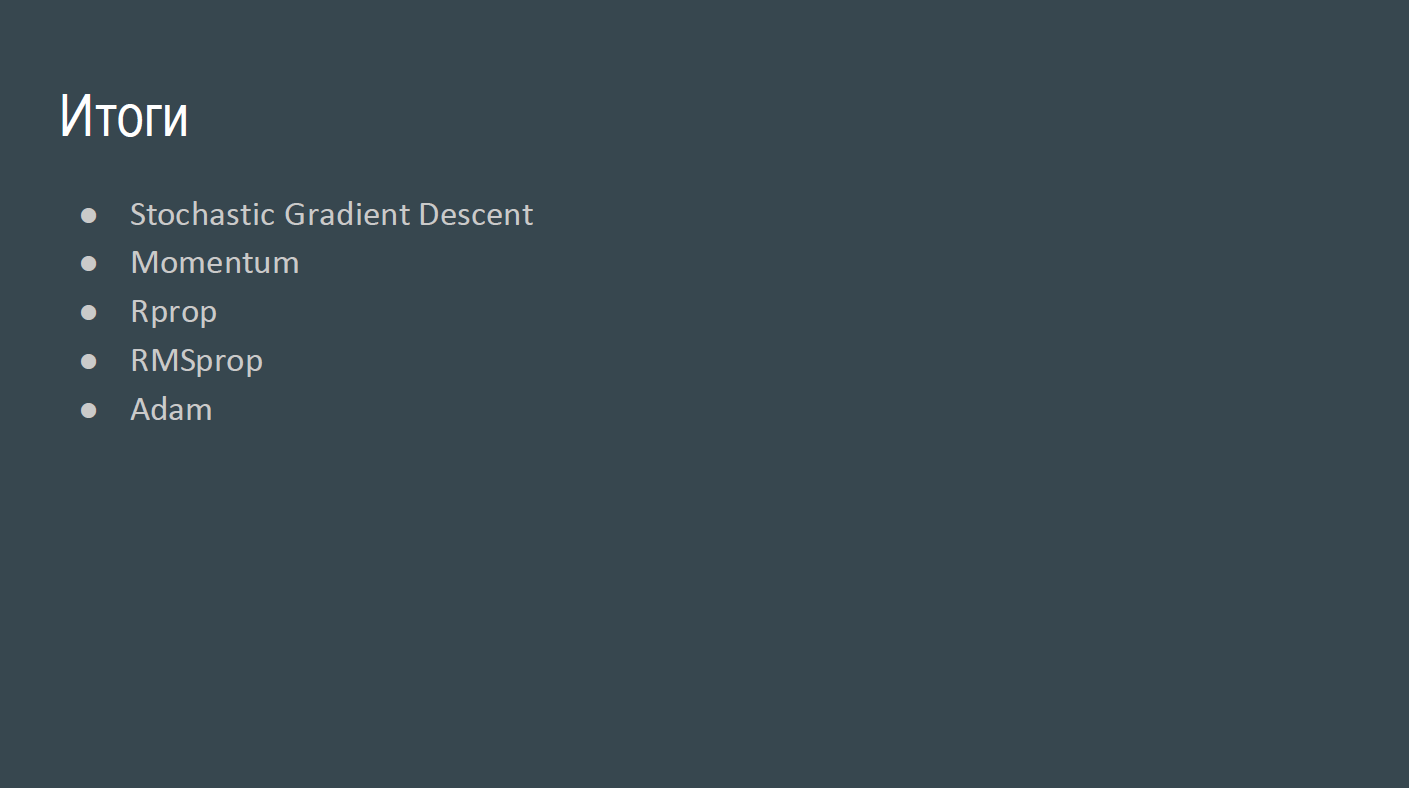 Итоги
● Stochastic Gradient Descent
● Momentum
● Rprop
● RMSprop
● Adam